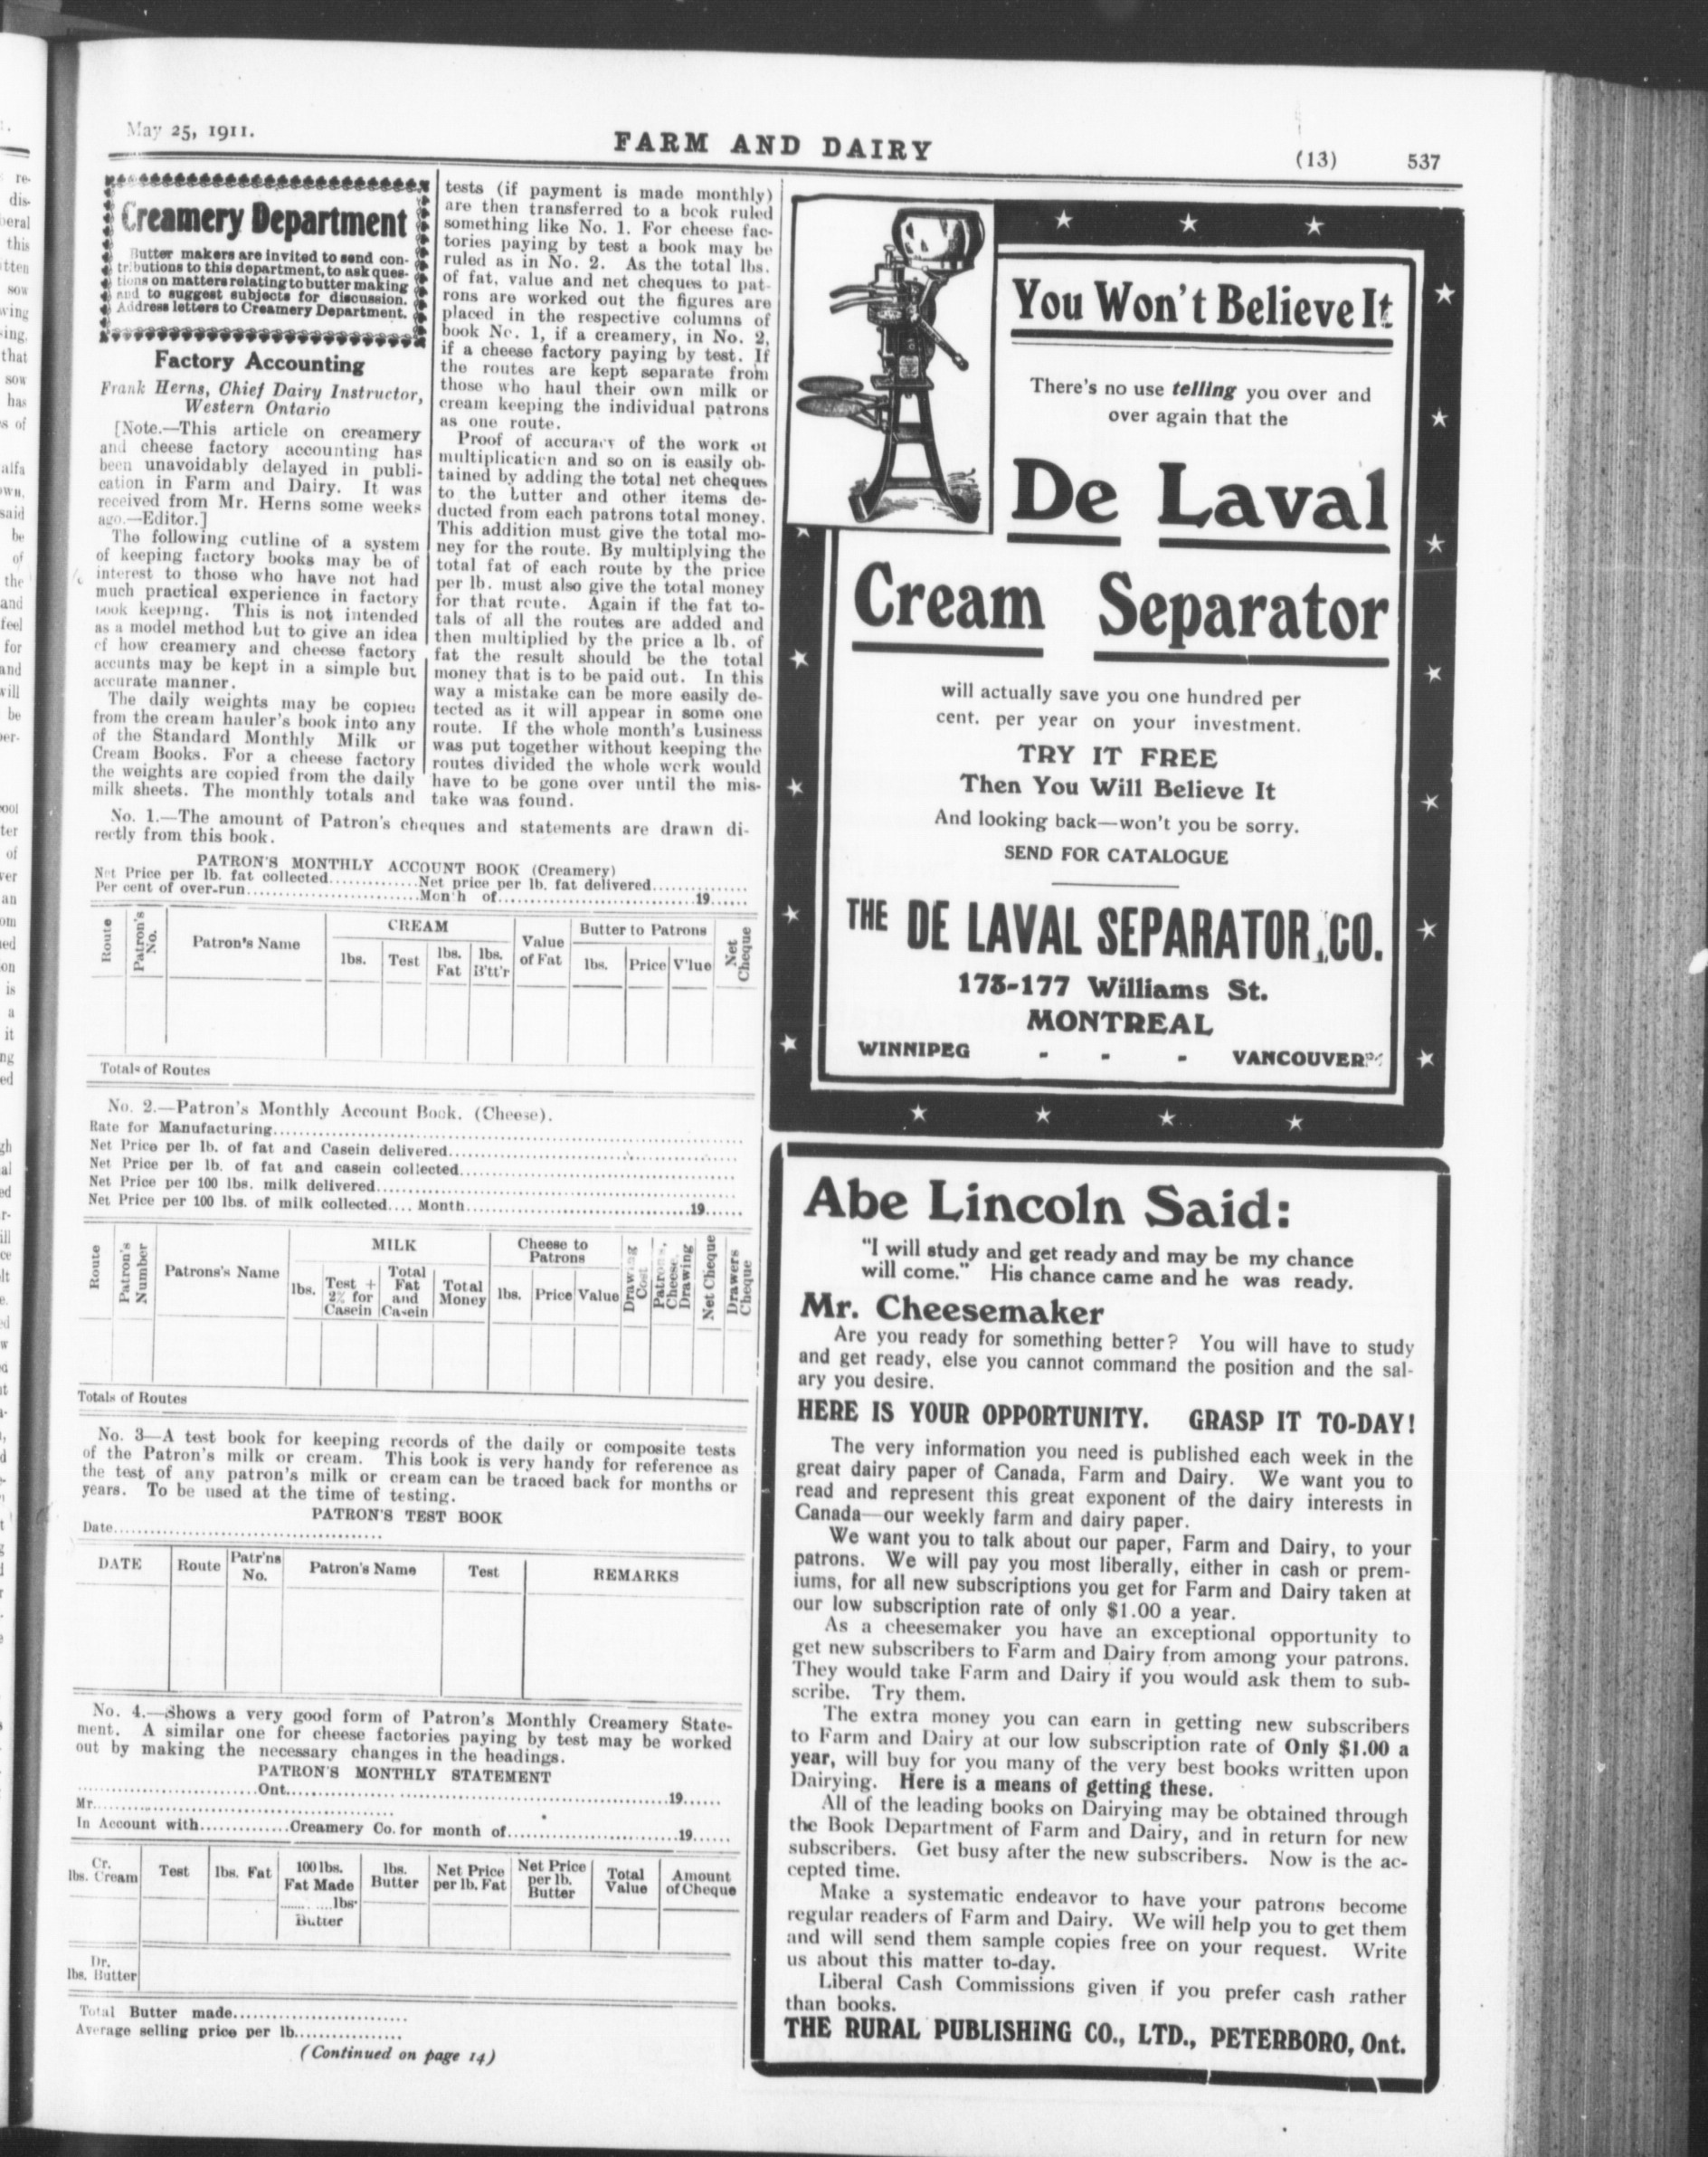 May 25, 1911.
FARM AND DAIRY
(13) 537
Creamery Department
Butter makers are invited to send con-
tributions to this department, to ask ques-
tions on matters relating to butter making
and to suggest subjects for discussion.
Address letters to Creamery Department.
Factory Accounting
Frank Herns, Chief Dairy Instructor,
Western Ontario
[Note.—This article on creamery
and cheese factory accounting has
been unavoidably delayed in publi-
cation in Farm and Dairy. It was
received from Mr. Herns some weeks
ago.—Editor.]
The following cutline of a system
of keeping factory books may be of
interest to those who have not had
much practical experience in factory
book keeping. This is not intended
as a model method but to give an idea
of how creamery and cheese factory
accunts may be kept in a simple but
accurate manner.
The daily weights may be copied
from the cream hauler's book into any
of the Standard Monthly Milk or
Cream Books. For a cheese factory
the weights are copied from the daily
milk sheets. The monthly totals and
tests (if payment is made monthly)
are then transferred to a book ruled
something like No. 1. For cheese fac-
tories paying by test a book may be
ruled as in No. 2. As the total lbs.
of fat, value and net cheques to pat-
rons are worked out the figures are
placed in the respective columns of
book No. 1, if a creamery, in No. 2,
if a cheese factory paying by test. If
the routes are kept separate from
those who haul their own milk or
cream keeping the individual patrons
as one route.
Proof of accuracy of the work of
multiplication and so on is easily ob-
tained by adding the total net cheques
to the butter and other items de-
ducted from each patrons total money.
This addition must give the total mo-
ney for the route. By multiplying the
total fat of each route by the price
per lb. must also give the total money
for that route. Again if the fat to-
tals of all the routes are added and
then multiplied by the price a lb. of
fat the result should be the total
money that is to be paid out. In this
way a mistake can be more easily de-
tected as it will appear in some one
route. If the whole month's business
was put together without keeping the
routes divided the whole work would
have to be gone over until the mis-
take was found.
No. 1.—The amount of Patron's cheques and statements are drawn di-
rectly from this book.
PATRON'S MONTHLY ACCOUNT BOOK (Creamery)
Net Price per lb. fat collected.............Net price per lb. fat delivered..............
Per cent of over-run..........................Month of..............................19......
Route
Patron's No.
Patron's Name
CREAM
lbs.
Test
lbs. Fat
lbs. B'tt'r
Value of Fat
Butter to Patrons
lbs.
Price
V'lue
Net Cheque
Totals of Routes
No. 2.—Patron's Monthly Account Book. (Cheese).
Rate for Manufacturing..............................
Net Price per lb. of fat and Casein delivered..............................
Net Price per lb. of fat and casein collected..............................
Net Price per 100 lbs. milk delivered..............................
Net Price per 100 lbs. of milk collected.... Month..............................19......
Route
Patron's Number
Patrons's Name
MILK
lbs.
Test + 2% for Casein
Total Fat and Casein
Total Money
Cheese to Patrons
lbs.
Price
Value
Drawing Cost
Patrons, Cheese, Drawing
Net Cheque
Drawers Cheque
Totals of Routes
No. 3—A test book for keeping records of the daily or composite tests
of the Patron's milk or cream. This book is very handy for reference as
the test of any patron's milk or cream can be traced back for months or
years. To be used at the time of testing.
PATRON'S TEST BOOK
Date..............................
DATE
Route
Patr'ns No.
Patron's Name
Test
REMARKS
No. 4.—Shows a very good form of Patron's Monthly Creamery State-
ment. A similar one for cheese factories paying by test may be worked
out by making the necessary changes in the headings.
PATRON'S MONTHLY STATEMENT
..............................Ont..............................19......
Mr..............................
In Account with.............Creamery Co. for month of.........................19......
Cr. lbs. Cream
Test
lbs. Fat
100 lbs. Fat Made ...........lbs. Butter
lbs. Butter
Net Price per lb. Fat
Net Price per lb. Butter
Total Value
Amount of Cheque
Dr. lbs. Butter
Total Butter made..........................
Average selling price per lb.................
(Continued on page 14)
You Won't Believe It
There's no use telling you over and
over again that the
De Laval
Cream Separator
will actually save you one hundred per
cent. per year on your investment.
TRY IT FREE
Then You Will Believe It
And looking back—won't you be sorry.
SEND FOR CATALOGUE
THE DE LAVAL SEPARATOR CO.
173-177 Williams St.
MONTREAL
WINNIPEG - - - VANCOUVER
Abe Lincoln Said:
"I will study and get ready and may be my chance
will come." His chance came and he was ready.
Mr. Cheesemaker
Are you ready for something better? You will have to study
and get ready, else you cannot command the position and the sal-
ary you desire.
HERE IS YOUR OPPORTUNITY. GRASP IT TO-DAY!
The very information you need is published each week in the
great dairy paper of Canada, Farm and Dairy. We want you to
read and represent this great exponent of the dairy interests in
Canada—our weekly farm and dairy paper.
We want you to talk about our paper, Farm and Dairy, to your
patrons. We will pay you most liberally, either in cash or prem-
iums, for all new subscriptions you get for Farm and Dairy taken at
our low subscription rate of only $1.00 a year.
As a cheesemaker you have an exceptional opportunity to
get new subscribers to Farm and Dairy from among your patrons.
They would take Farm and Dairy if you would ask them to sub-
scribe. Try them.
The extra money you can earn in getting new subscribers
to Farm and Dairy at our low subscription rate of Only $1.00 a
year, will buy for you many of the very best books written upon
Dairying. Here is a means of getting these.
All of the leading books on Dairying may be obtained through
the Book Department of Farm and Dairy, and in return for new
subscribers. Get busy after the new subscribers. Now is the ac-
cepted time.
Make a systematic endeavor to have your patrons become
regular readers of Farm and Dairy. We will help you to get them
and will send them sample copies free on your request. Write
us about this matter to-day.
Liberal Cash Commissions given if you prefer cash rather
than books.
THE RURAL PUBLISHING CO., LTD., PETERBORO, Ont.